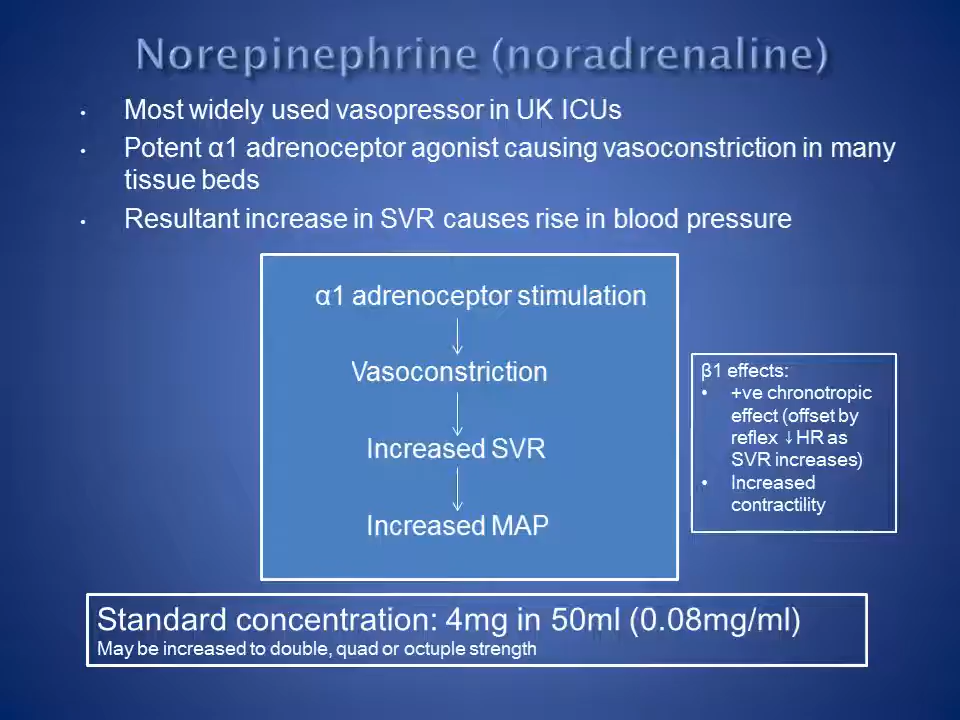 Norepinephrine (noradrenaline)
• Most widely used vasopressor in UK ICUs
• Potent α1 adrenoceptor agonist causing vasoconstriction in many
tissue beds
• Resultant increase in SVR causes rise in blood pressure
α1 adrenoceptor stimulation
Vasoconstriction
Increased SVR
Increased MAP
β1 effects:
• +ve chronotropic
effect (offset by
reflex ↓HR as
SVR increases)
• Increased
contractility
Standard concentration: 4mg in 50ml (0.08mg/ml)
May be increased to double, quad or octuple strength